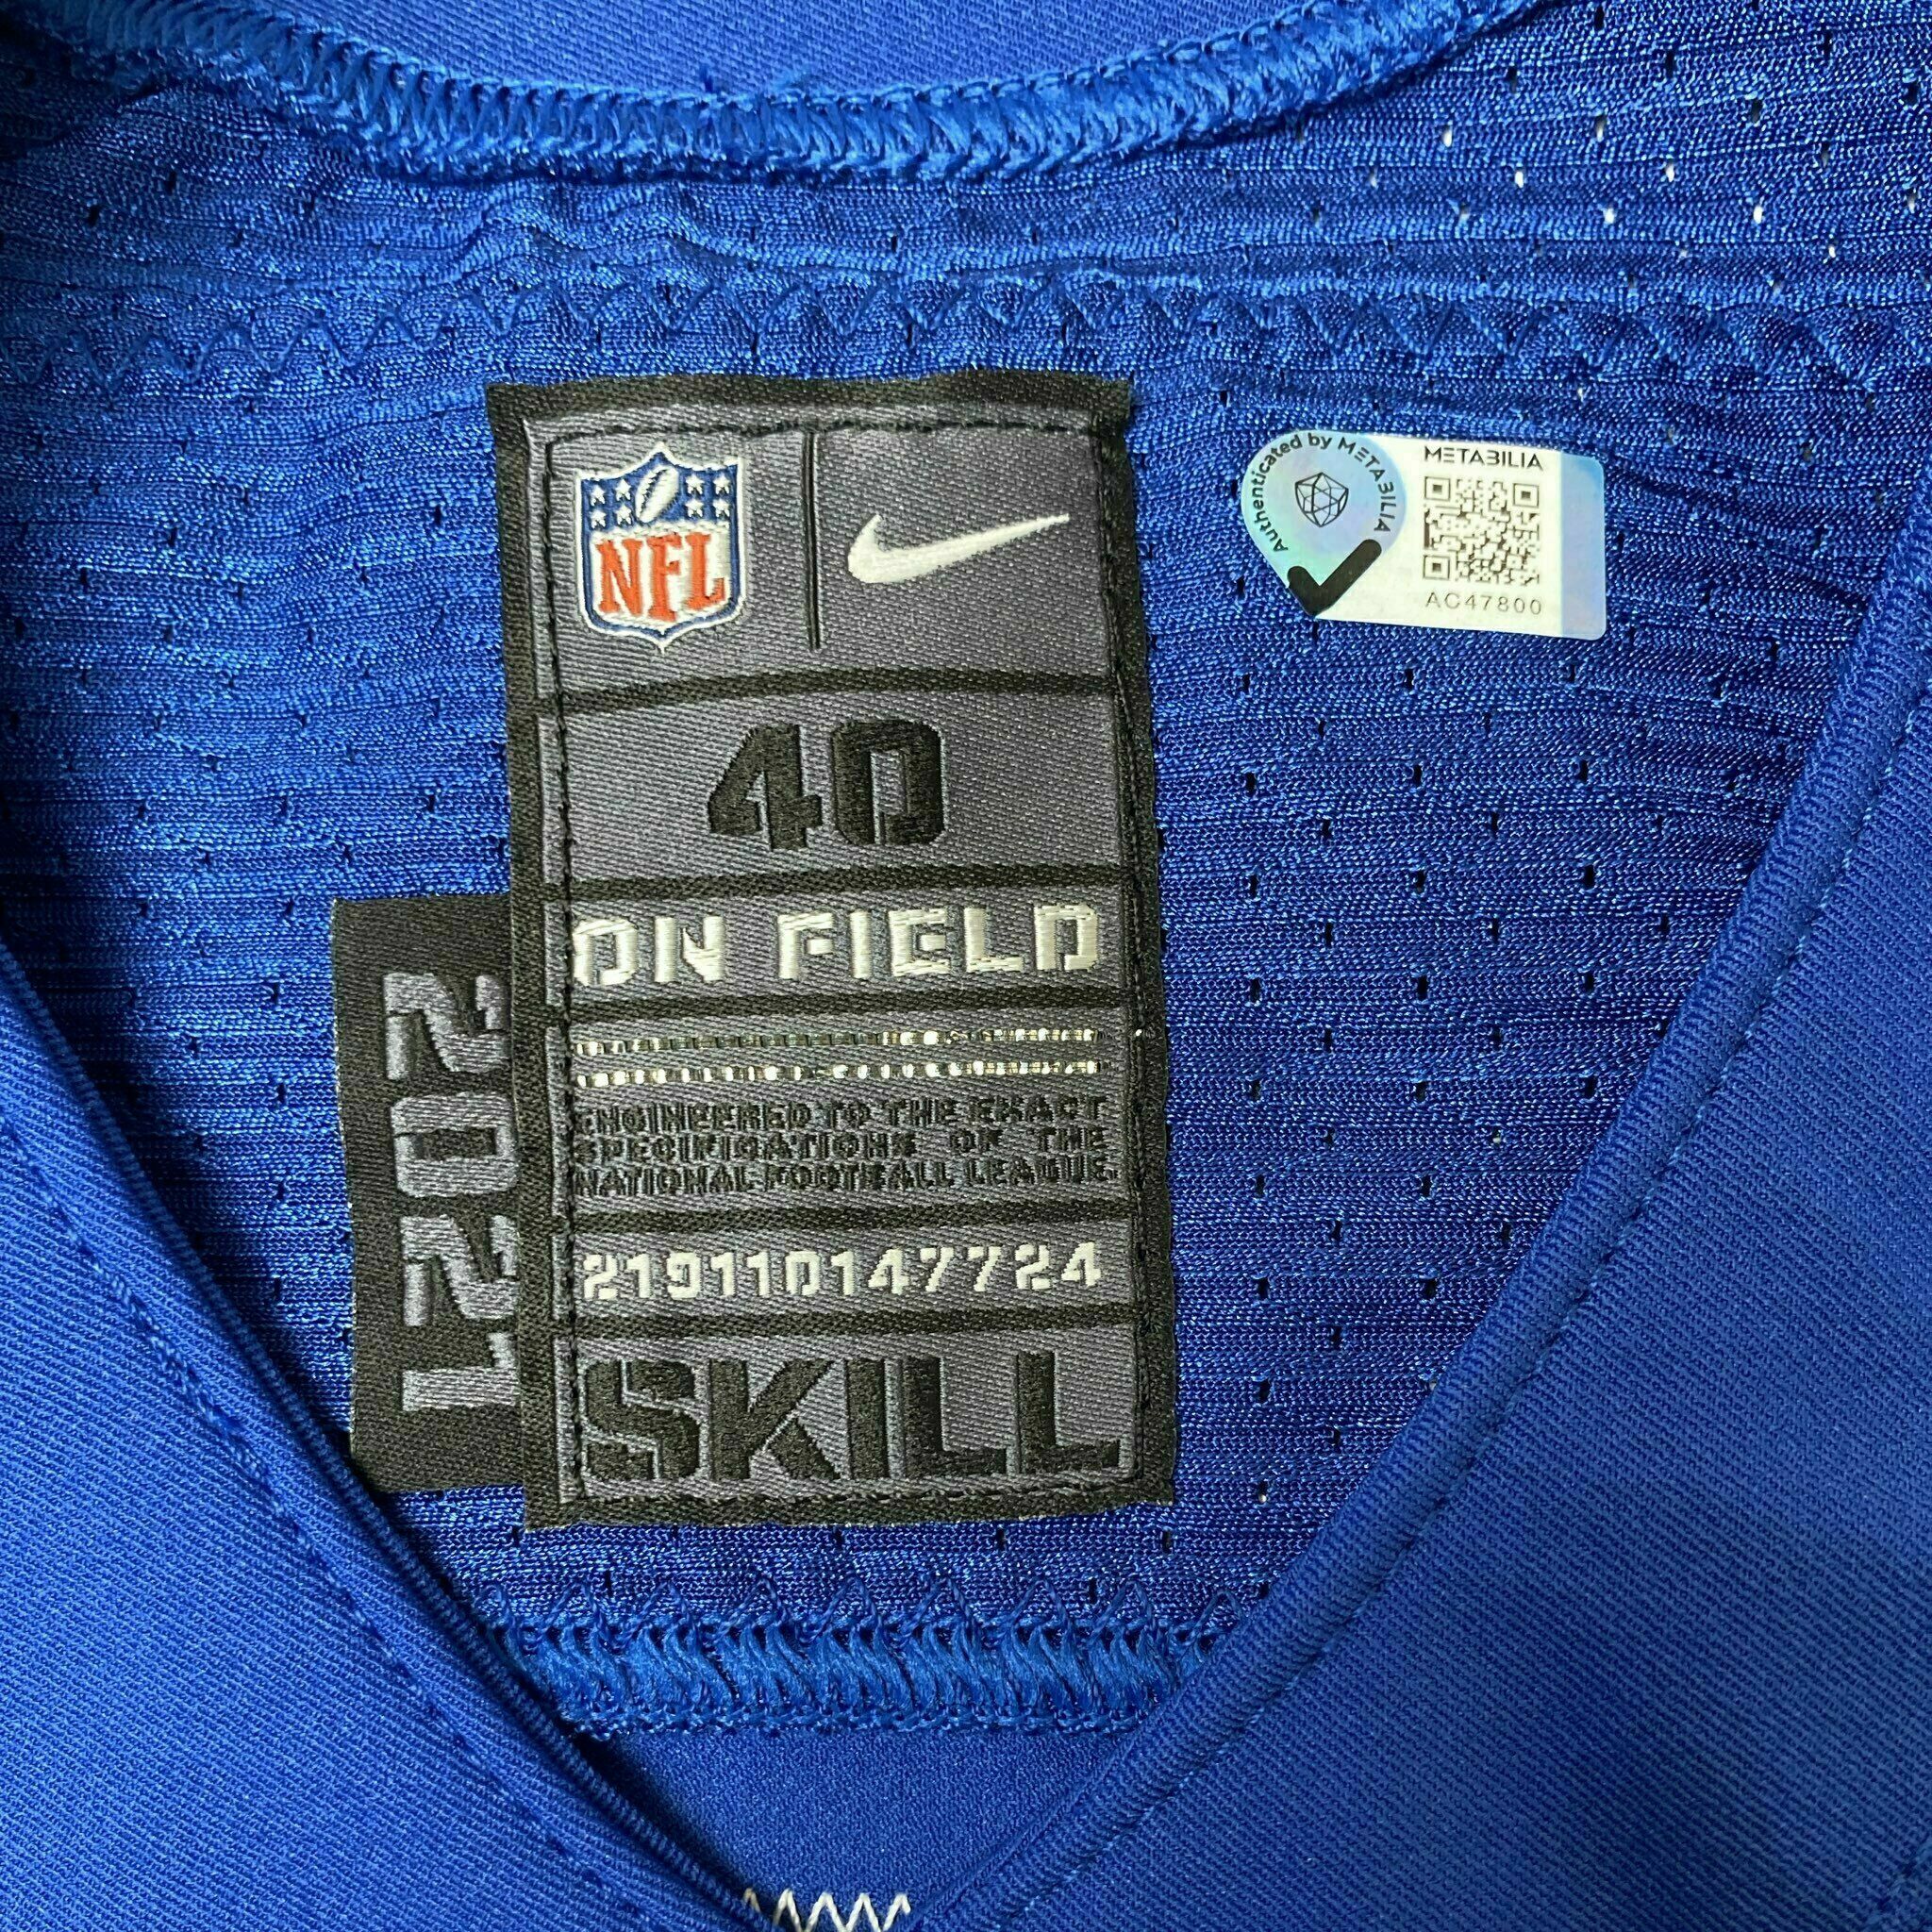 NFL
40
ON FIELD
ENGINEERED TO THE EXACT
SPECIFICATIONS OF THE
NATIONAL FOOTBALL LEAGUE.
219110147724
SKILL
2021
Authenticated by METABILIA
METABILIA
AC47800